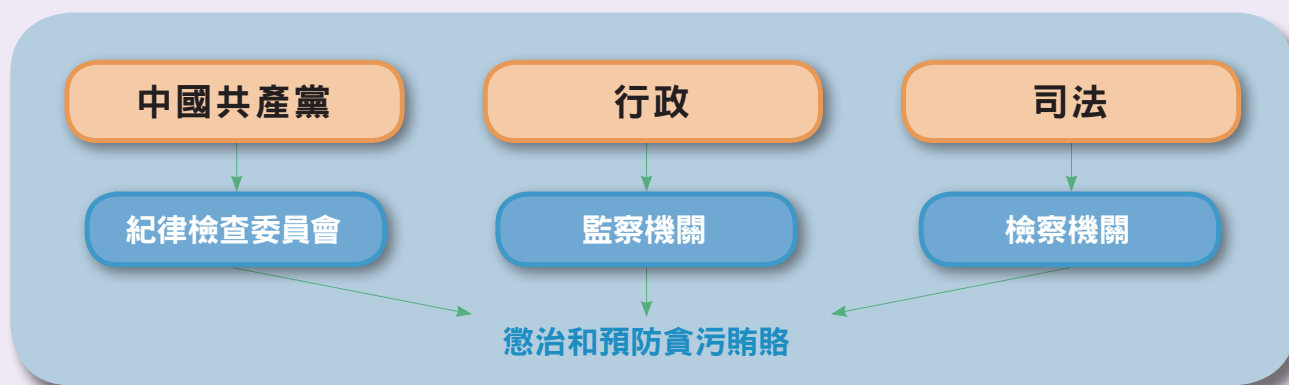 中國共產黨
行政
司法
紀律檢查委員會
監察機關
檢察機關
懲治和預防貪污賄賂